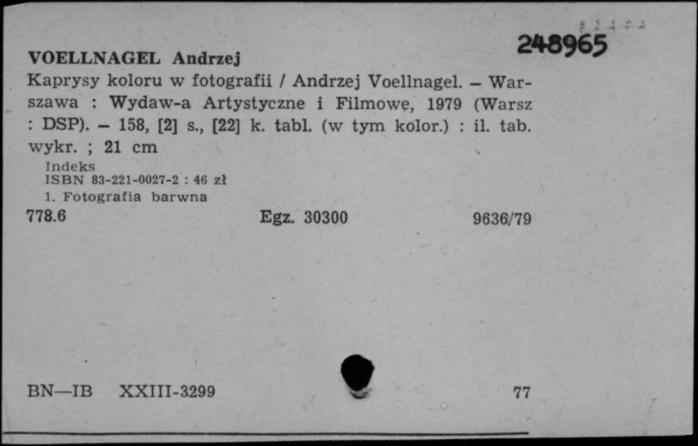 248965
VOELLNAGEL Andrzej
Kaprysy koloru w fotografii / Andrzej Voellnagel. — War-
szawa : Wydaw-a Artystyczne i Filmowe, 1979 (Warsz
: DSP). — 158, [2] s., [22] k. tabl. (w tym kolor.) : il. tab.
wykr. ; 21 cm
Indeks
ISBN 83-221-0027-2 : 46 zł
1. Fotografia barwna
778.6 Egz. 30300 9636/79
BN—IB XXIII-3299 77